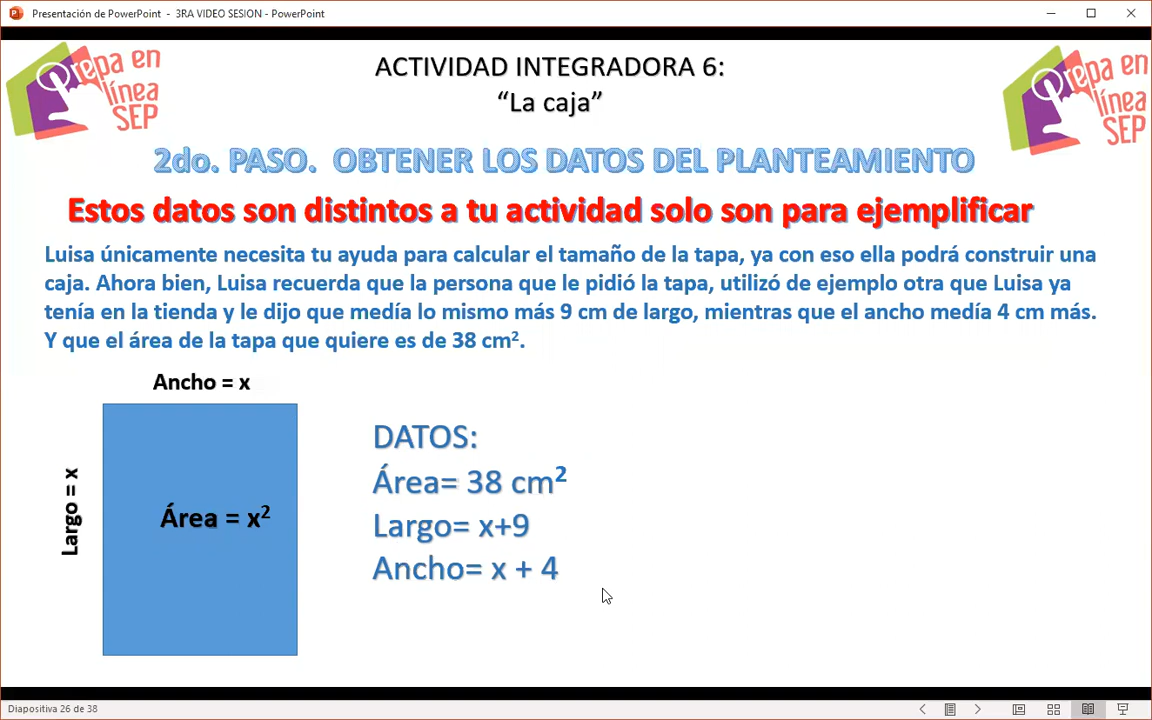 Presentación de PowerPoint - 3RA VIDEO SESION - PowerPoint
Prepa en
línea
SEP
ACTIVIDAD INTEGRADORA 6:
“La caja”
Prepa en
línea
SEP
2do. PASO. OBTENER LOS DATOS DEL PLANTEAMIENTO
Estos datos son distintos a tu actividad solo son para ejemplificar
Luisa únicamente necesita tu ayuda para calcular el tamaño de la tapa, ya con eso ella podrá construir una
caja. Ahora bien, Luisa recuerda que la persona que le pidió la tapa, utilizó de ejemplo otra que Luisa ya
tenía en la tienda y le dijo que medía lo mismo más 9 cm de largo, mientras que el ancho medía 4 cm más.
Y que el área de la tapa que quiere es de 38 cm².
Ancho = x
Largo = x
Área = x²
DATOS:
Área= 38 cm²
Largo= x+9
Ancho= x + 4
Diapositiva 26 de 38